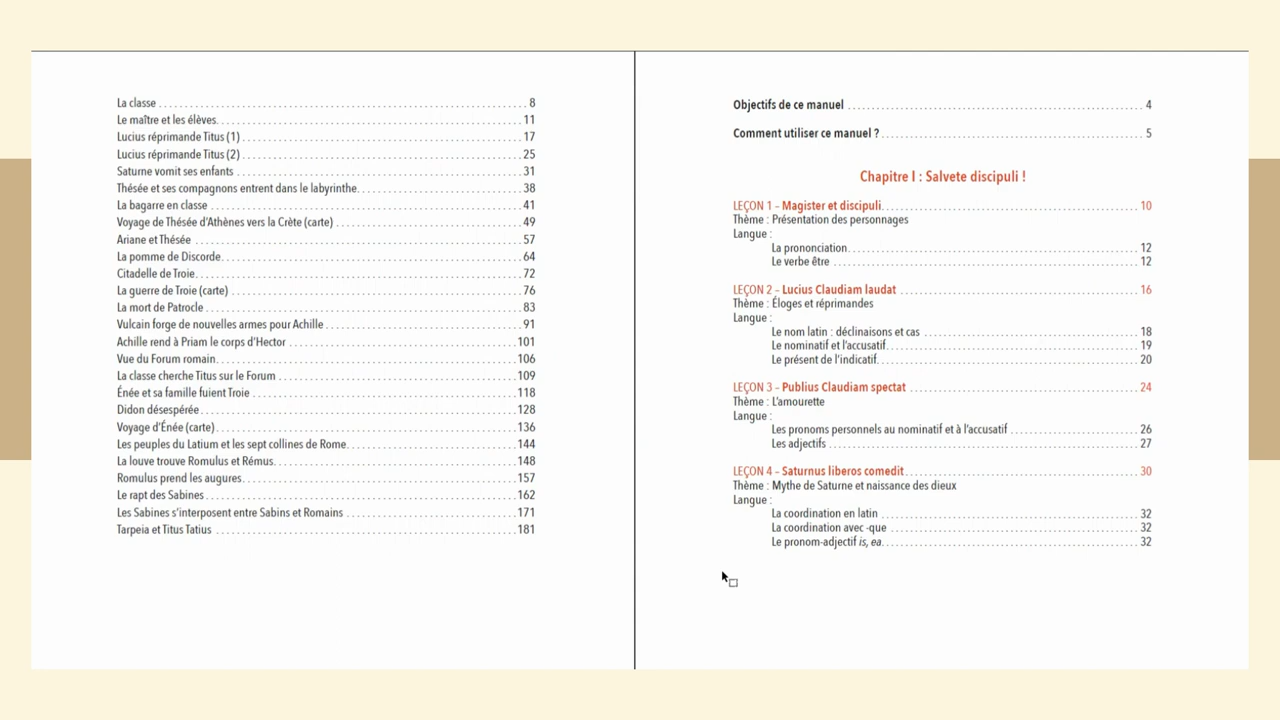 La classe 8
Le maître et les élèves. 11
Lucius réprimande Titus (1) 17
Lucius réprimande Titus (2) 25
Saturne vomit ses enfants 31
Thésée et ses compagnons entrent dans le labyrinthe. 38
La bagarre en classe 41
Voyage de Thésée d'Athènes vers la Crète (carte) 49
Ariane et Thésée 57
La pomme de Discorde 64
Citadelle de Troie 72
La guerre de Troie (carte) 76
La mort de Patrocle 83
Vulcain forge de nouvelles armes pour Achille 91
Achille rend à Priam le corps d'Hector 101
Vue du Forum romain 106
La classe cherche Titus sur le Forum 109
Énée et sa famille fuient Troie 118
Didon désespérée 128
Voyage d'Énée (carte) 136
Les peuples du Latium et les sept collines de Rome. 144
La louve trouve Romulus et Rémus. 148
Romulus prend les augures 157
Le rapt des Sabines 162
Les Sabines s'interposent entre Sabins et Romains 171
Tarpeia et Titus Tatius 181
Objectifs de ce manuel 4
Comment utiliser ce manuel ? 5
Chapitre I : Salvete discipuli !
LEÇON 1 – Magister et discipuli 10
Thème : Présentation des personnages
Langue :
La prononciation 12
Le verbe être 12
LEÇON 2 – Lucius Claudiam laudat 16
Thème : Éloges et réprimandes
Langue :
Le nom latin : déclinaisons et cas 18
Le nominatif et l'accusatif 19
Le présent de l'indicatif 20
LEÇON 3 – Publius Claudiam spectat 24
Thème : L'amourette
Langue :
Les pronoms personnels au nominatif et à l'accusatif 26
Les adjectifs 27
LEÇON 4 – Saturnus liberos comedit 30
Thème : Mythe de Saturne et naissance des dieux
Langue :
La coordination en latin 32
La coordination avec -que 32
Le pronom-adjectif is, ea 32